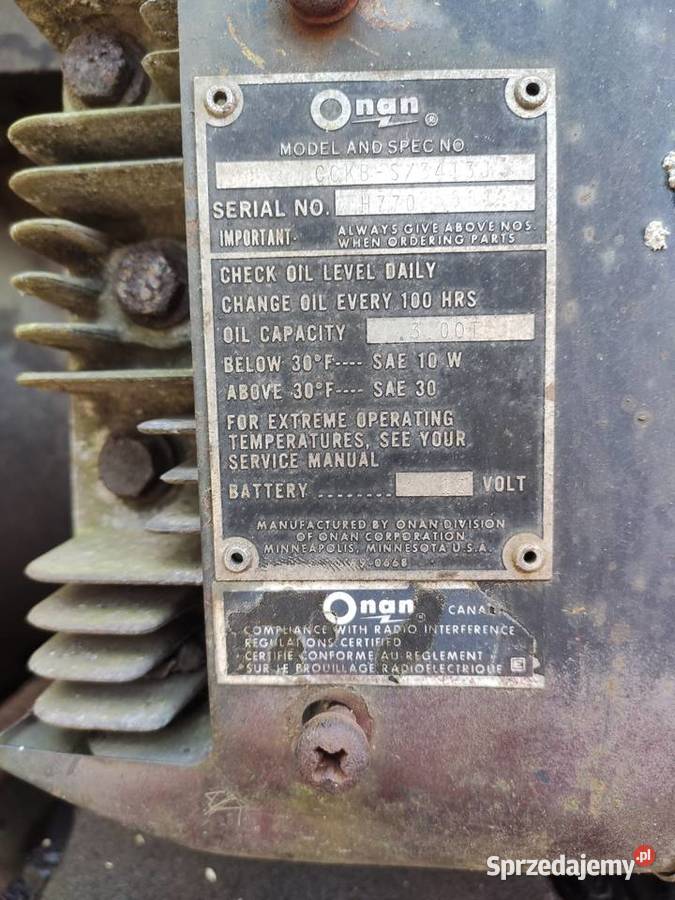 Onan ®
MODEL AND SPEC NO.
SERIAL NO. H770
IMPORTANT- ALWAYS GIVE ABOVE NOS.
WHEN ORDERING PARTS
CHECK OIL LEVEL DAILY
CHANGE OIL EVERY 100 HRS
OIL CAPACITY
BELOW 30°F---- SAE 10 W
ABOVE 30°F---- SAE 30
FOR EXTREME OPERATING
TEMPERATURES, SEE YOUR
SERVICE MANUAL
BATTERY ........ VOLT
MANUFACTURED BY ONAN DIVISION
OF ONAN CORPORATION
MINNEAPOLIS, MINNESOTA U.S.A.
Onan ® CANADA
COMPLIANCE WITH RADIO INTERFERENCE
REGULATIONS CERTIFIED
CERTIFIE CONFORME AU REGLEMENT
SUR LE BROUILLAGE RADIOELECTRIQUE
Sprzedajemy.pl